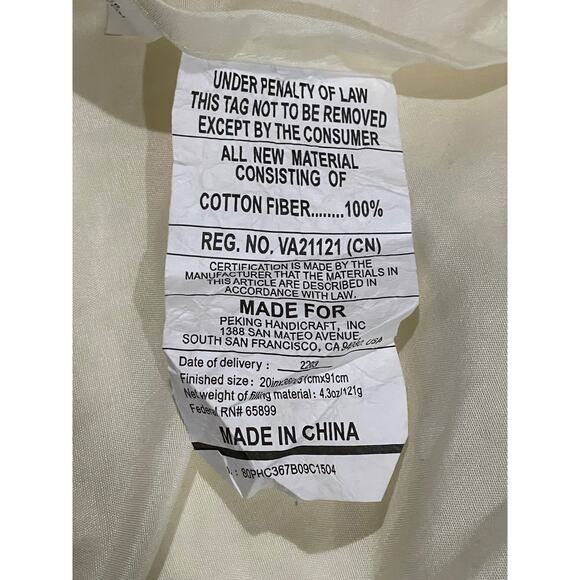 UNDER PENALTY OF LAW
THIS TAG NOT TO BE REMOVED
EXCEPT BY THE CONSUMER
ALL NEW MATERIAL
CONSISTING OF
COTTON FIBER........100%
REG. NO. VA21121 (CN)
CERTIFICATION IS MADE BY THE
MANUFACTURER THAT THE MATERIALS IN
THIS ARTICLE ARE DESCRIBED IN
ACCORDANCE WITH LAW.
MADE FOR
PEKING HANDICRAFT, INC
1388 SAN MATEO AVENUE,
SOUTH SAN FRANCISCO, CA USA
Date of delivery :
Finished size: 20in
Net weight of filling material: 4.3oz/121g
Federal RN# 65899
MADE IN CHINA
: 80PHC367B09C1504